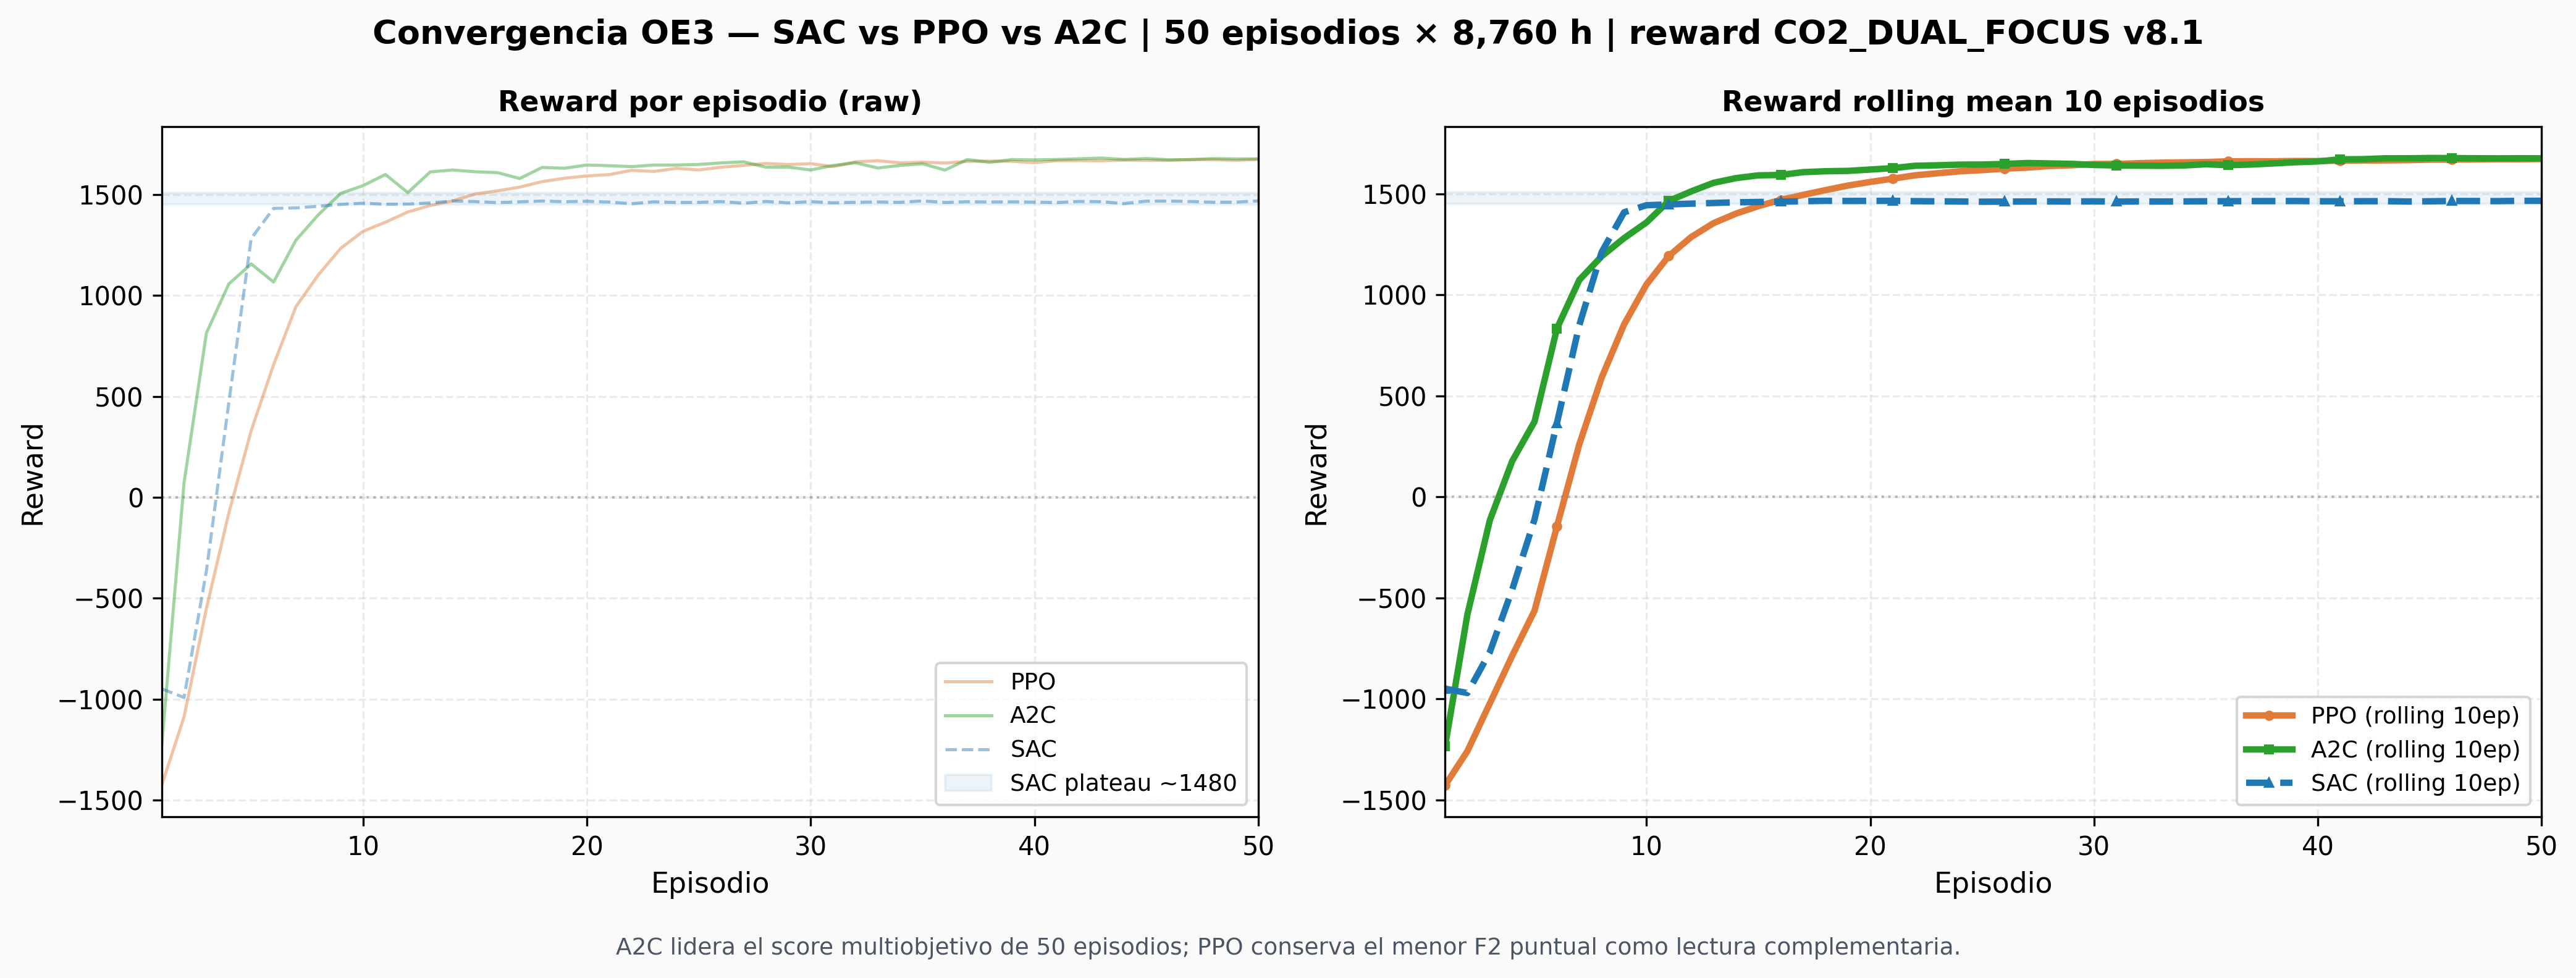 Convergencia OE3 — SAC vs PPO vs A2C | 50 episodios × 8,760 h | reward CO2_DUAL_FOCUS v8.1
Reward por episodio (raw)
Reward
1500
1000
500
0
−500
−1000
−1500
PPO
A2C
SAC
SAC plateau ~1480
10
20
30
40
50
Episodio
Reward rolling mean 10 episodios
Reward
1500
1000
500
0
−500
−1000
−1500
PPO (rolling 10ep)
A2C (rolling 10ep)
SAC (rolling 10ep)
10
20
30
40
50
Episodio
A2C lidera el score multiobjetivo de 50 episodios; PPO conserva el menor F2 puntual como lectura complementaria.